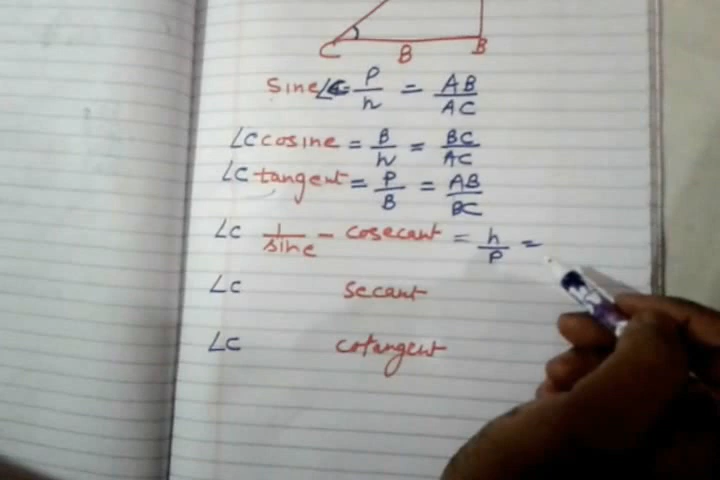 C B B
Sine ∠C = P/h = AB/AC
∠C cosine = B/h = BC/AC
∠C tangent = P/B = AB/BC
∠C 1/sine - cosecant = h/P =
∠C secant
∠C cotangent